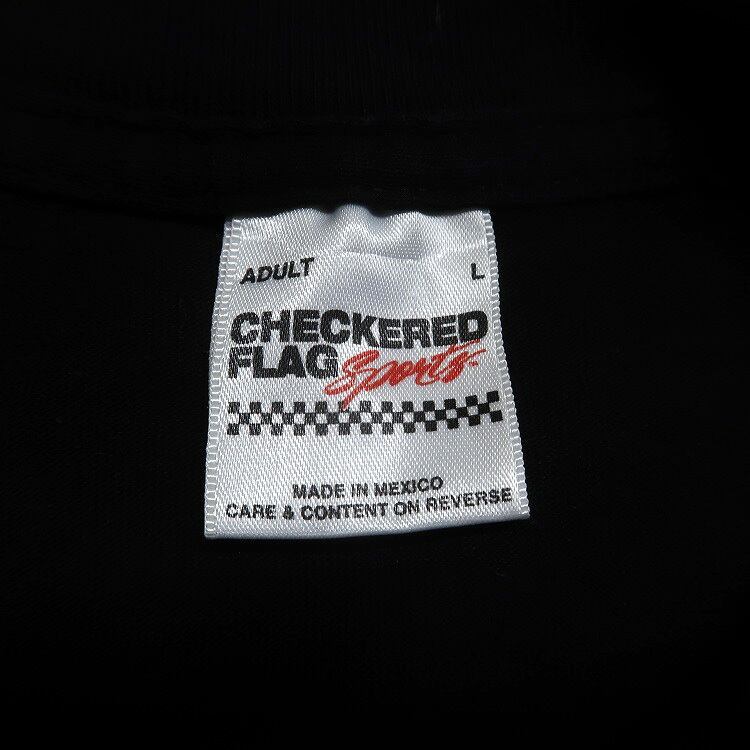 ADULT L
CHECKERED
FLAG Sports
MADE IN MEXICO
CARE & CONTENT ON REVERSE